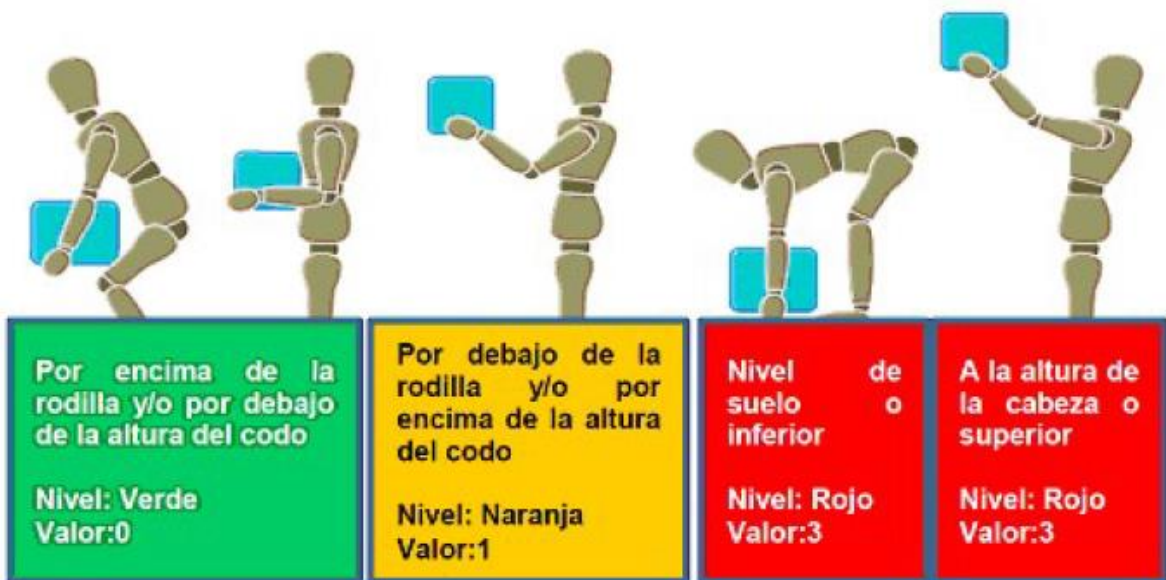 Por encima de la
rodilla y/o por debajo
de la altura del codo
Nivel: Verde
Valor:0
Por debajo de la
rodilla y/o por
encima de la altura
del codo
Nivel: Naranja
Valor:1
Nivel de
suelo o
inferior
Nivel: Rojo
Valor:3
A la altura de
la cabeza o
superior
Nivel: Rojo
Valor:3